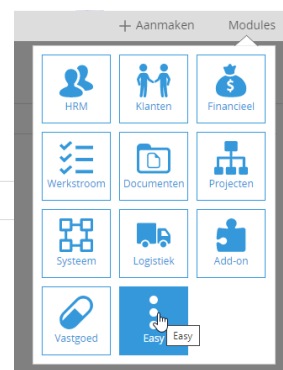 + Aanmaken Modules
HRM Klanten Financieel
Werkstroom Documenten Projecten
Systeem Logistiek Add-on
Vastgoed Easy Easy